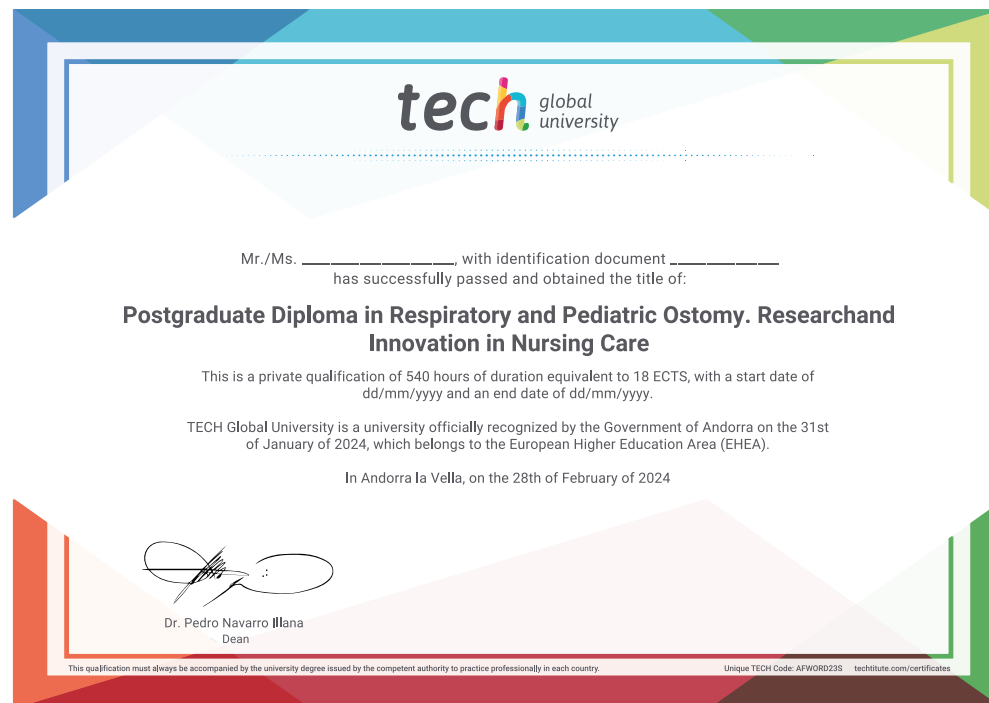 tech global
university
Mr./Ms. ________________, with identification document ____________
has successfully passed and obtained the title of:
Postgraduate Diploma in Respiratory and Pediatric Ostomy. Researchand
Innovation in Nursing Care
This is a private qualification of 540 hours of duration equivalent to 18 ECTS, with a start date of
dd/mm/yyyy and an end date of dd/mm/yyyy.
TECH Global University is a university officially recognized by the Government of Andorra on the 31st
of January of 2024, which belongs to the European Higher Education Area (EHEA).
In Andorra la Vella, on the 28th of February of 2024
Dr. Pedro Navarro Illana
Dean
This qualification must always be accompanied by the university degree issued by the competent authority to practice professionally in each country.
Unique TECH Code: AFWORD23S techtitute.com/certificates